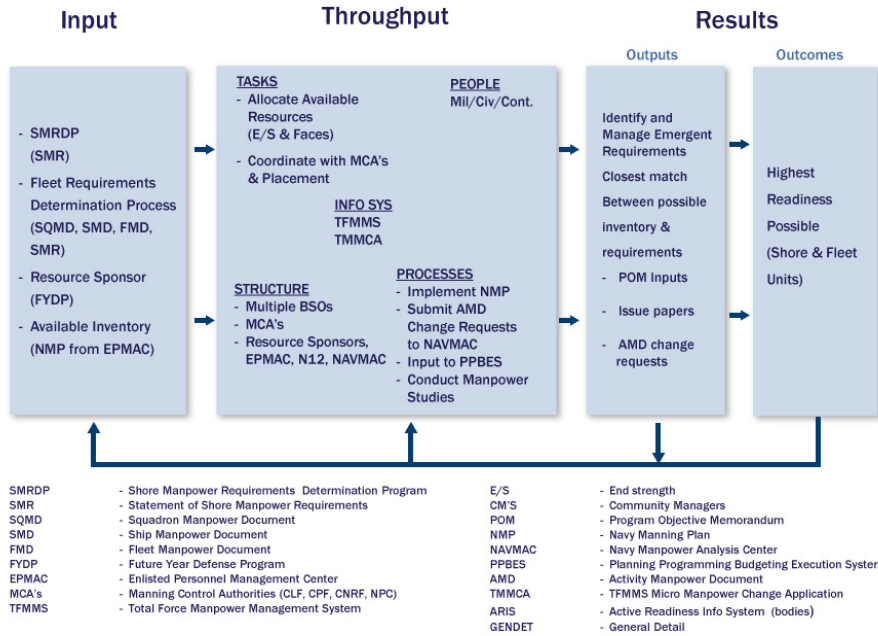 Input
Throughput
Results
Outputs
Outcomes
- SMRDP
(SMR)
- Fleet Requirements
Determination Process
(SQMD, SMD, FMD,
SMR)
- Resource Sponsor
(FYDP)
- Available Inventory
(NMP from EPMAC)
TASKS
- Allocate Available
Resources
(E/S & Faces)
- Coordinate with MCA's
& Placement
PEOPLE
Mil/Civ/Cont.
INFO SYS
TFMMS
TMMCA
STRUCTURE
- Multiple BSOs
- MCA's
- Resource Sponsors,
EPMAC, N12, NAVMAC
PROCESSES
- Implement NMP
- Submit AMD
Change Requests
to NAVMAC
- Input to PPBES
- Conduct Manpower
Studies
Identify and
Manage Emergent
Requirements
Closest match
Between possible
inventory &
requirements
- POM Inputs
- Issue papers
- AMD change
requests
Highest
Readiness
Possible
(Shore & Fleet
Units)
SMRDP - Shore Manpower Requirements Determination Program
SMR - Statement of Shore Manpower Requirements
SQMD - Squadron Manpower Document
SMD - Ship Manpower Document
FMD - Fleet Manpower Document
FYDP - Future Year Defense Program
EPMAC - Enlisted Personnel Management Center
MCA's - Manning Control Authorities (CLF, CPF, CNRF, NPC)
TFMMS - Total Force Manpower Management System
E/S - End strength
CM'S - Community Managers
POM - Program Objective Memorandum
NMP - Navy Manning Plan
NAVMAC - Navy Manpower Analysis Center
PPBES - Planning Programming Budgeting Execution System
AMD - Activity Manpower Document
TMMCA - TFMMS Micro Manpower Change Application
ARIS - Active Readiness Info System (bodies)
GENDET - General Detail